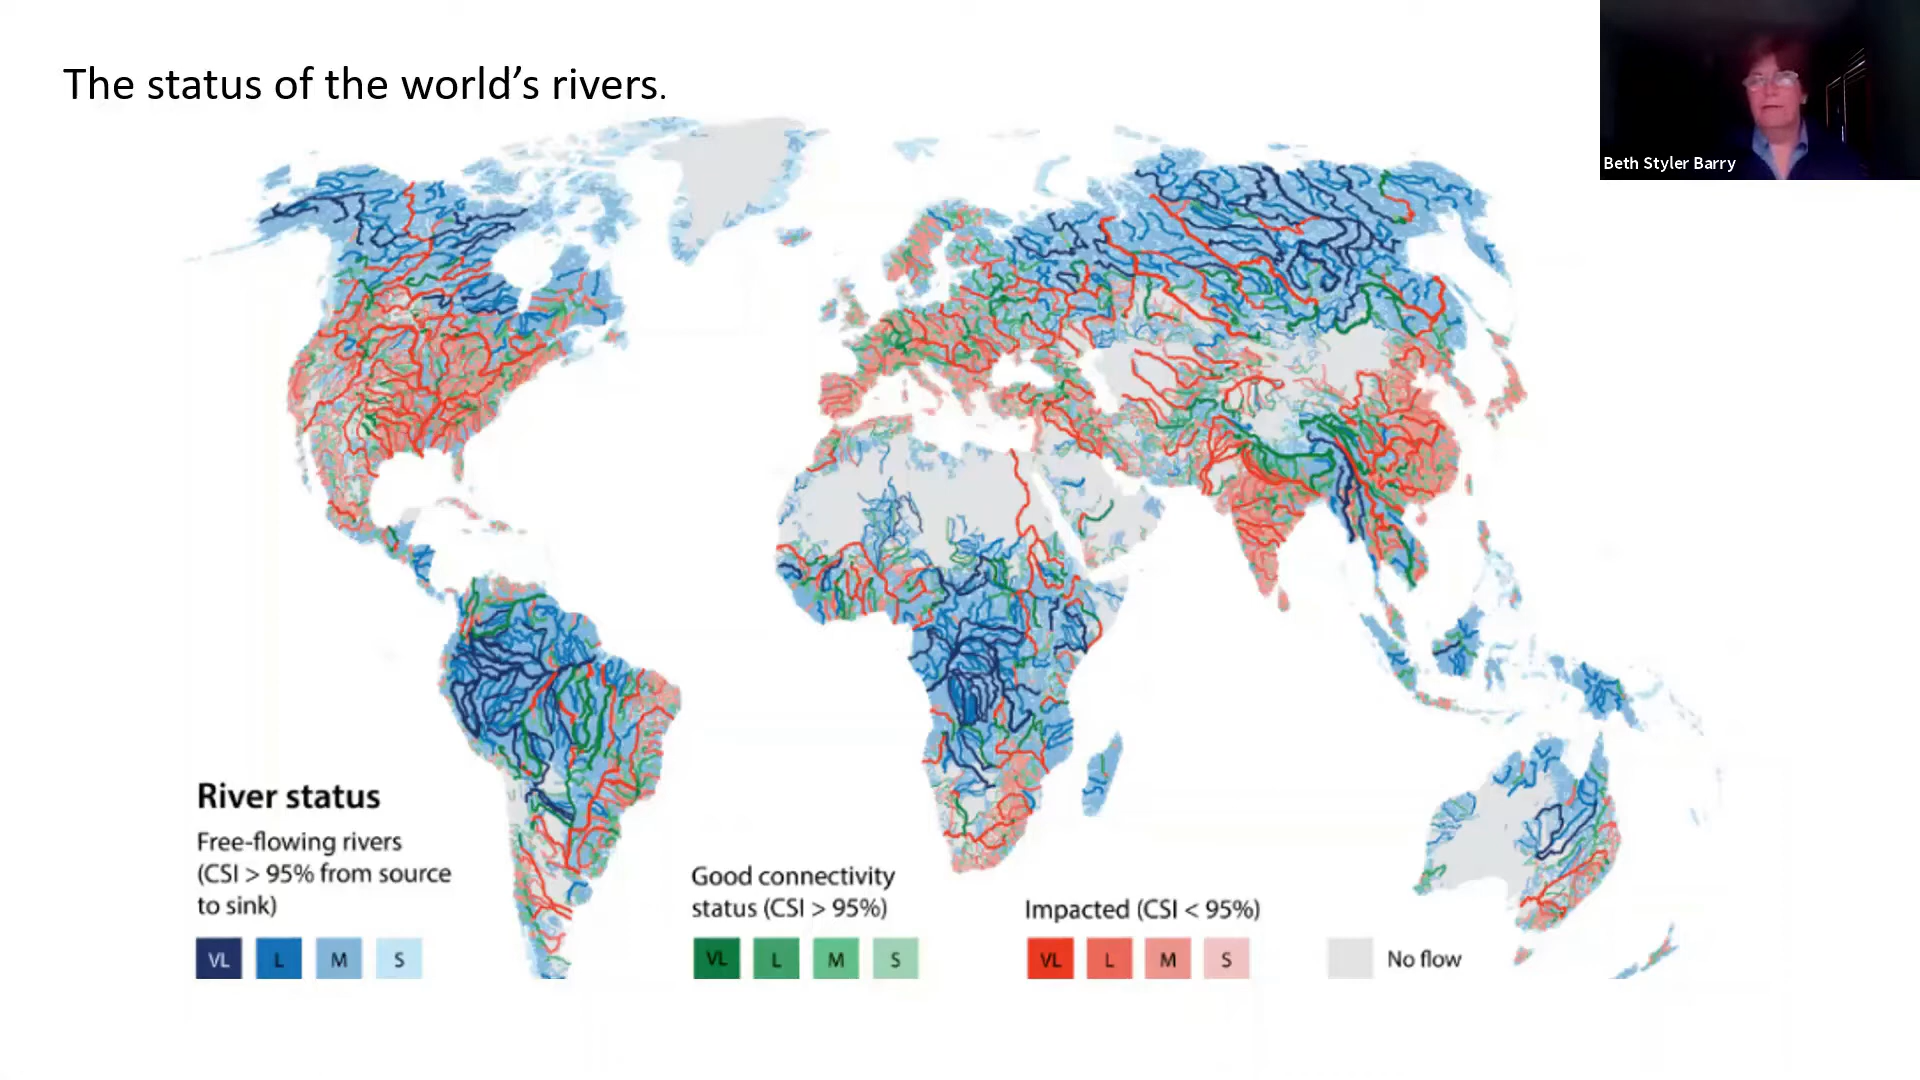 The status of the world's rivers.
Beth Styler Barry
River status
Free-flowing rivers
(CSI > 95% from source
to sink)
VL L M S
Good connectivity
status (CSI > 95%)
VL L M S
Impacted (CSI < 95%)
VL L M S
No flow